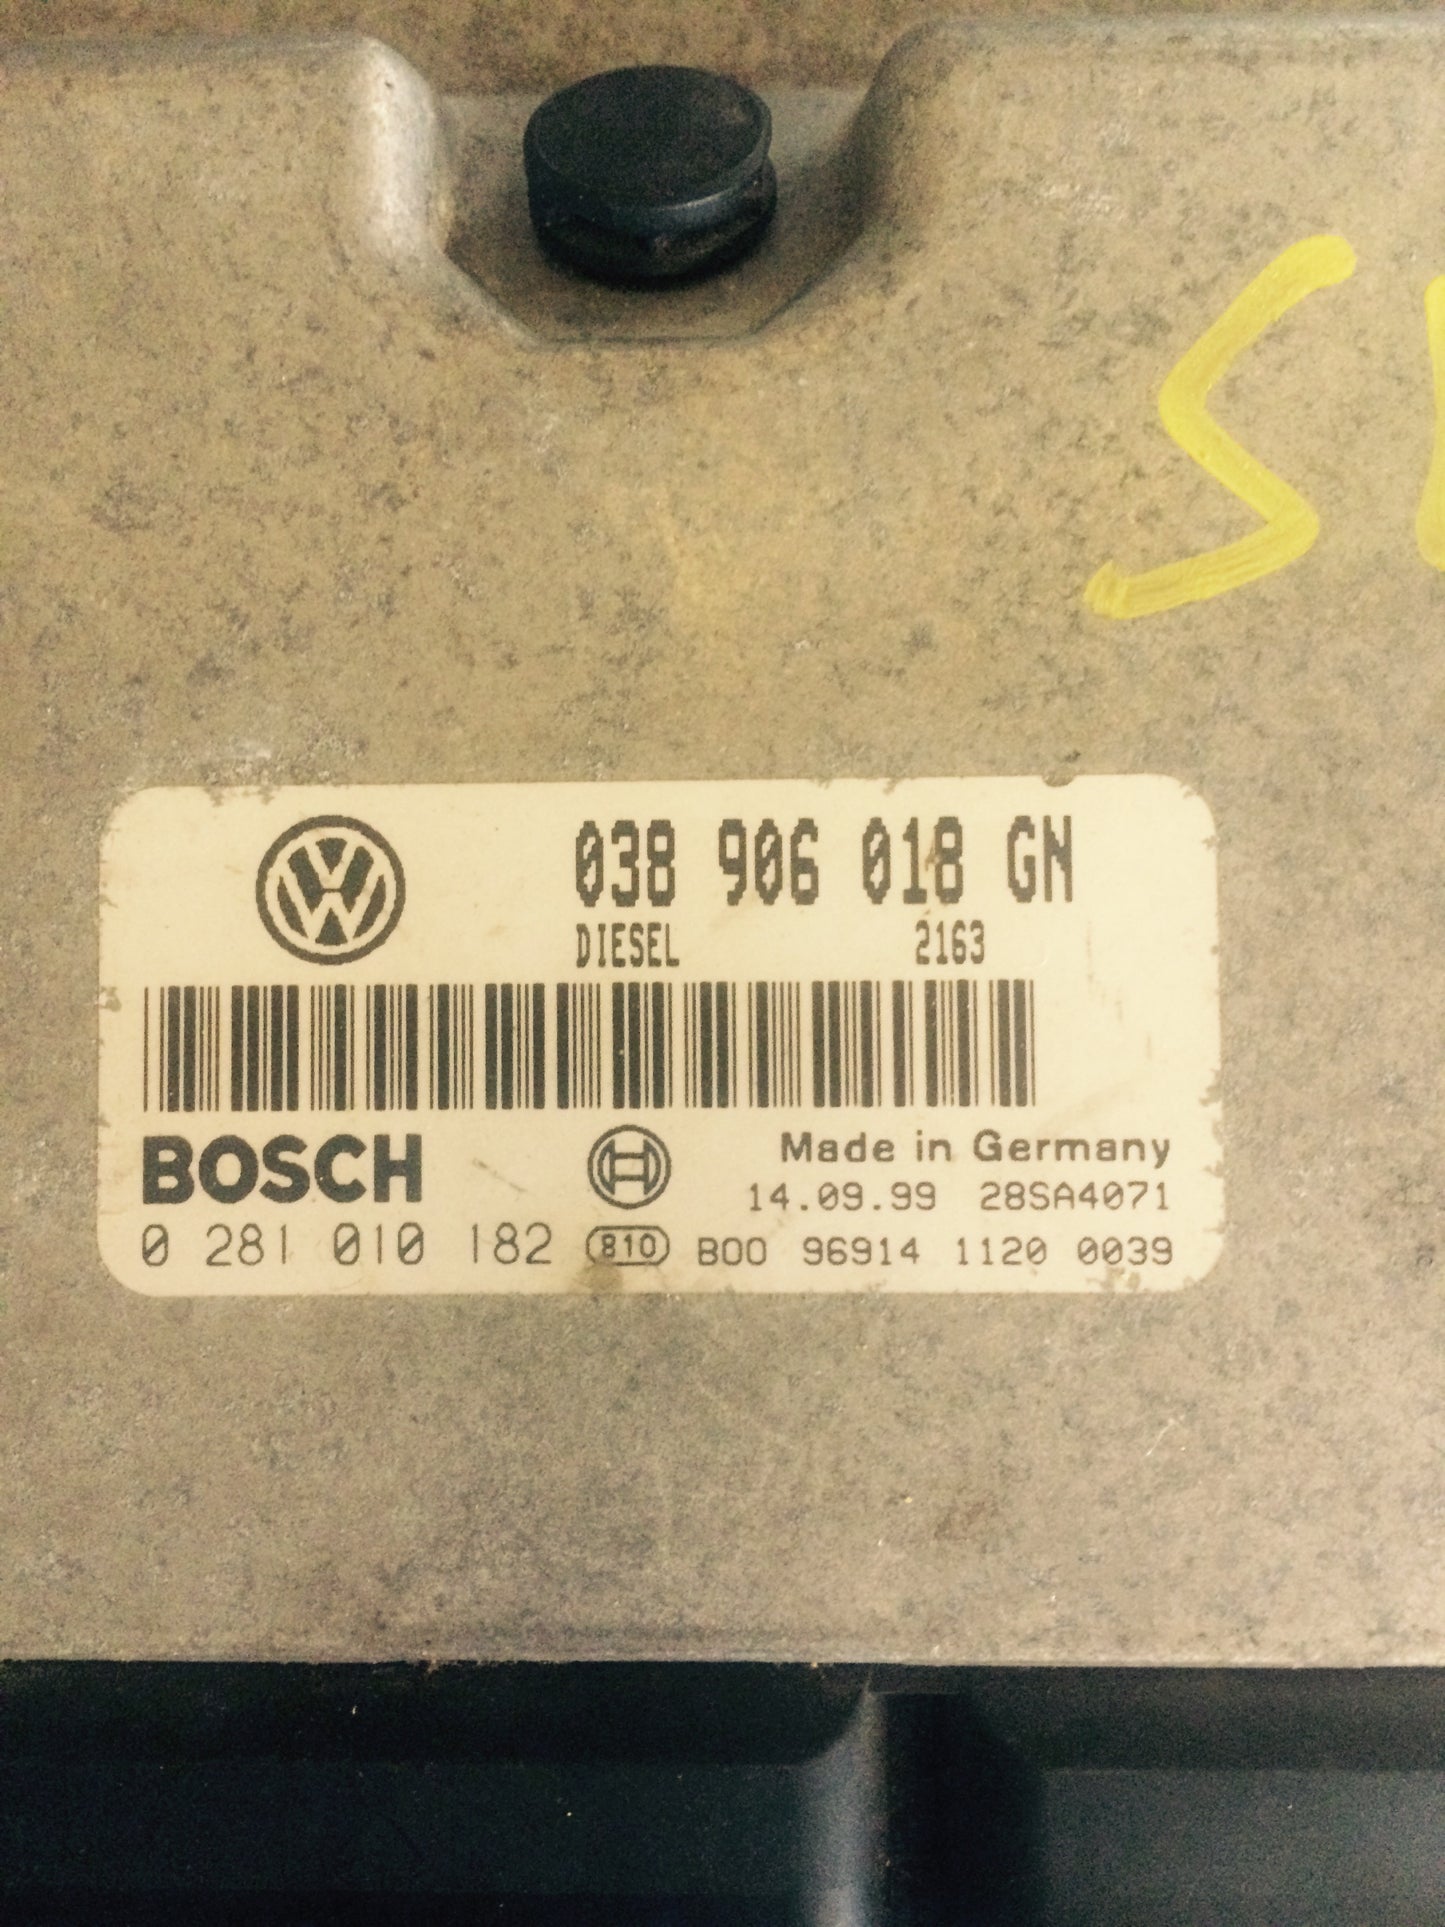 S
VW
038 906 018 GN
DIESEL 2163
BOSCH
Made in Germany
14.09.99 28SA4071
0 281 010 182 810 B00 96914 1120 0039